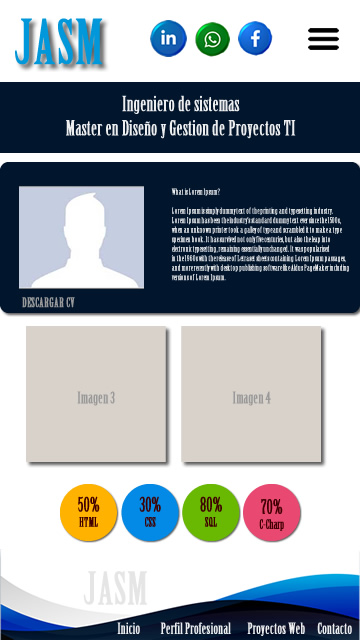 JASM
in
f
Ingeniero de sistemas
Master en Diseño y Gestion de Proyectos TI
What is Lorem Ipsum?
Lorem Ipsum is simply dummy text of the printing and typesetting industry.
Lorem Ipsum has been the industry's standard dummy text ever since the 1500s,
when an unknown printer took a galley of type and scrambled it to make a type
specimen book. It has survived not only five centuries, but also the leap into
electronic typesetting, remaining essentially unchanged. It was popularised
in the 1960s with the release of Letraset sheets containing Lorem Ipsum passages,
and more recently with desktop publishing software like Aldus PageMaker including
versions of Lorem Ipsum.
DESCARGAR CV
Imagen 3
Imagen 4
50%
HTML
30%
CSS
80%
SQL
70%
C-Charp
JASM
Inicio Perfil Profesional Proyectos Web Contacto